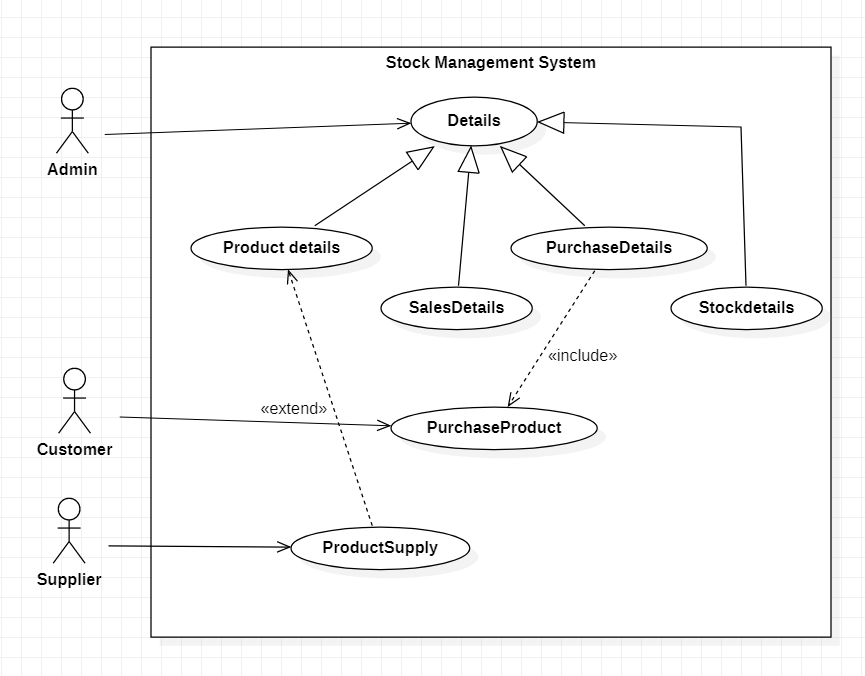 Stock Management System
Details
Admin
Product details
PurchaseDetails
SalesDetails
Stockdetails
«include»
«extend»
PurchaseProduct
Customer
ProductSupply
Supplier